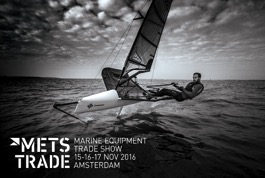 METS
TRADE
MARINE EQUIPMENT
TRADE SHOW
15-16-17 NOV 2016
AMSTERDAM